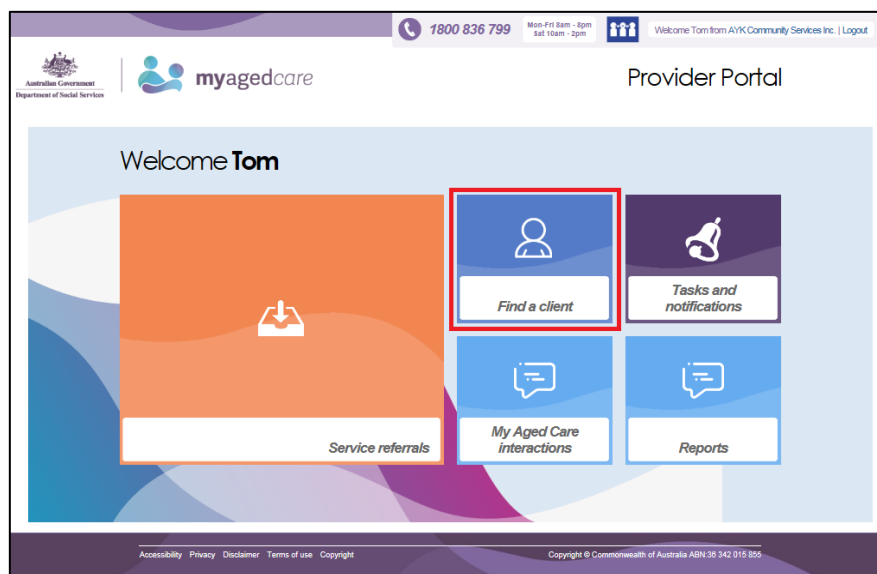 1800 836 799
Mon-Fri 8am - 8pm
Sat 10am - 2pm
Welcome Tom from AYK Community Services Inc. | Logout
Australian Government
Department of Social Services
myagedcare
Provider Portal
Welcome Tom
Find a client
Tasks and
notifications
Service referrals
My Aged Care
interactions
Reports
Accessibility Privacy Disclaimer Terms of use Copyright
Copyright © Commonwealth of Australia ABN:36 342 015 855